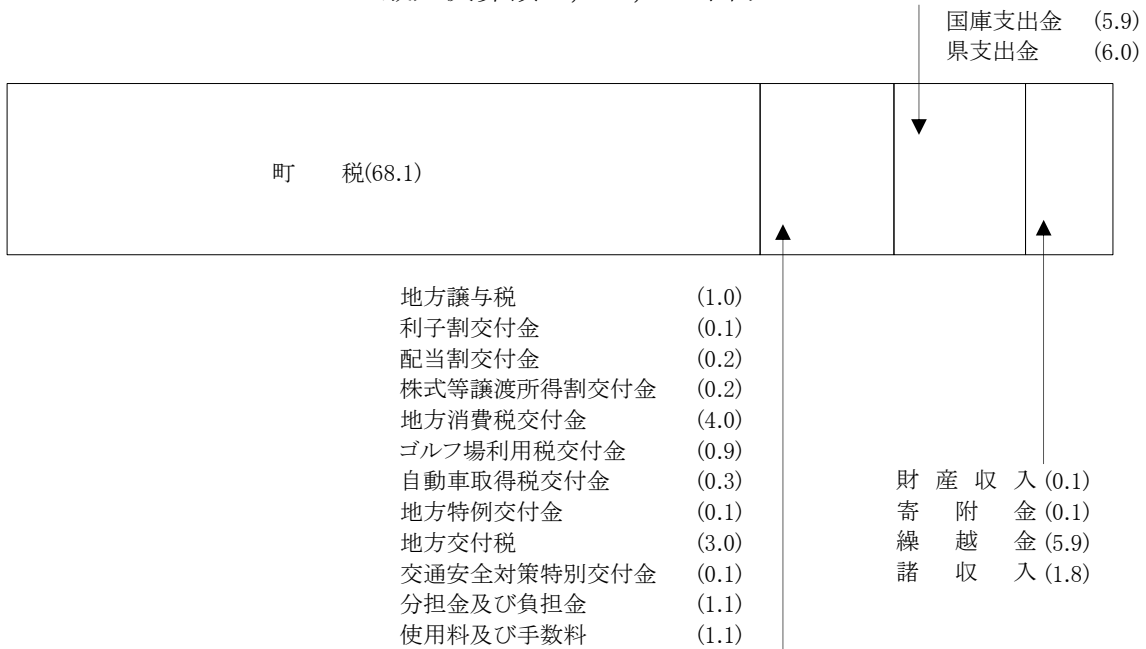 国庫支出金 (5.9)
県支出金 (6.0)
町 税(68.1)
地方譲与税 (1.0)
利子割交付金 (0.1)
配当割交付金 (0.2)
株式等譲渡所得割交付金 (0.2)
地方消費税交付金 (4.0)
ゴルフ場利用税交付金 (0.9)
自動車取得税交付金 (0.3)
地方特例交付金 (0.1)
地方交付税 (3.0)
交通安全対策特別交付金 (0.1)
分担金及び負担金 (1.1)
使用料及び手数料 (1.1)
財産収入(0.1)
寄附金(0.1)
繰越金(5.9)
諸収入(1.8)